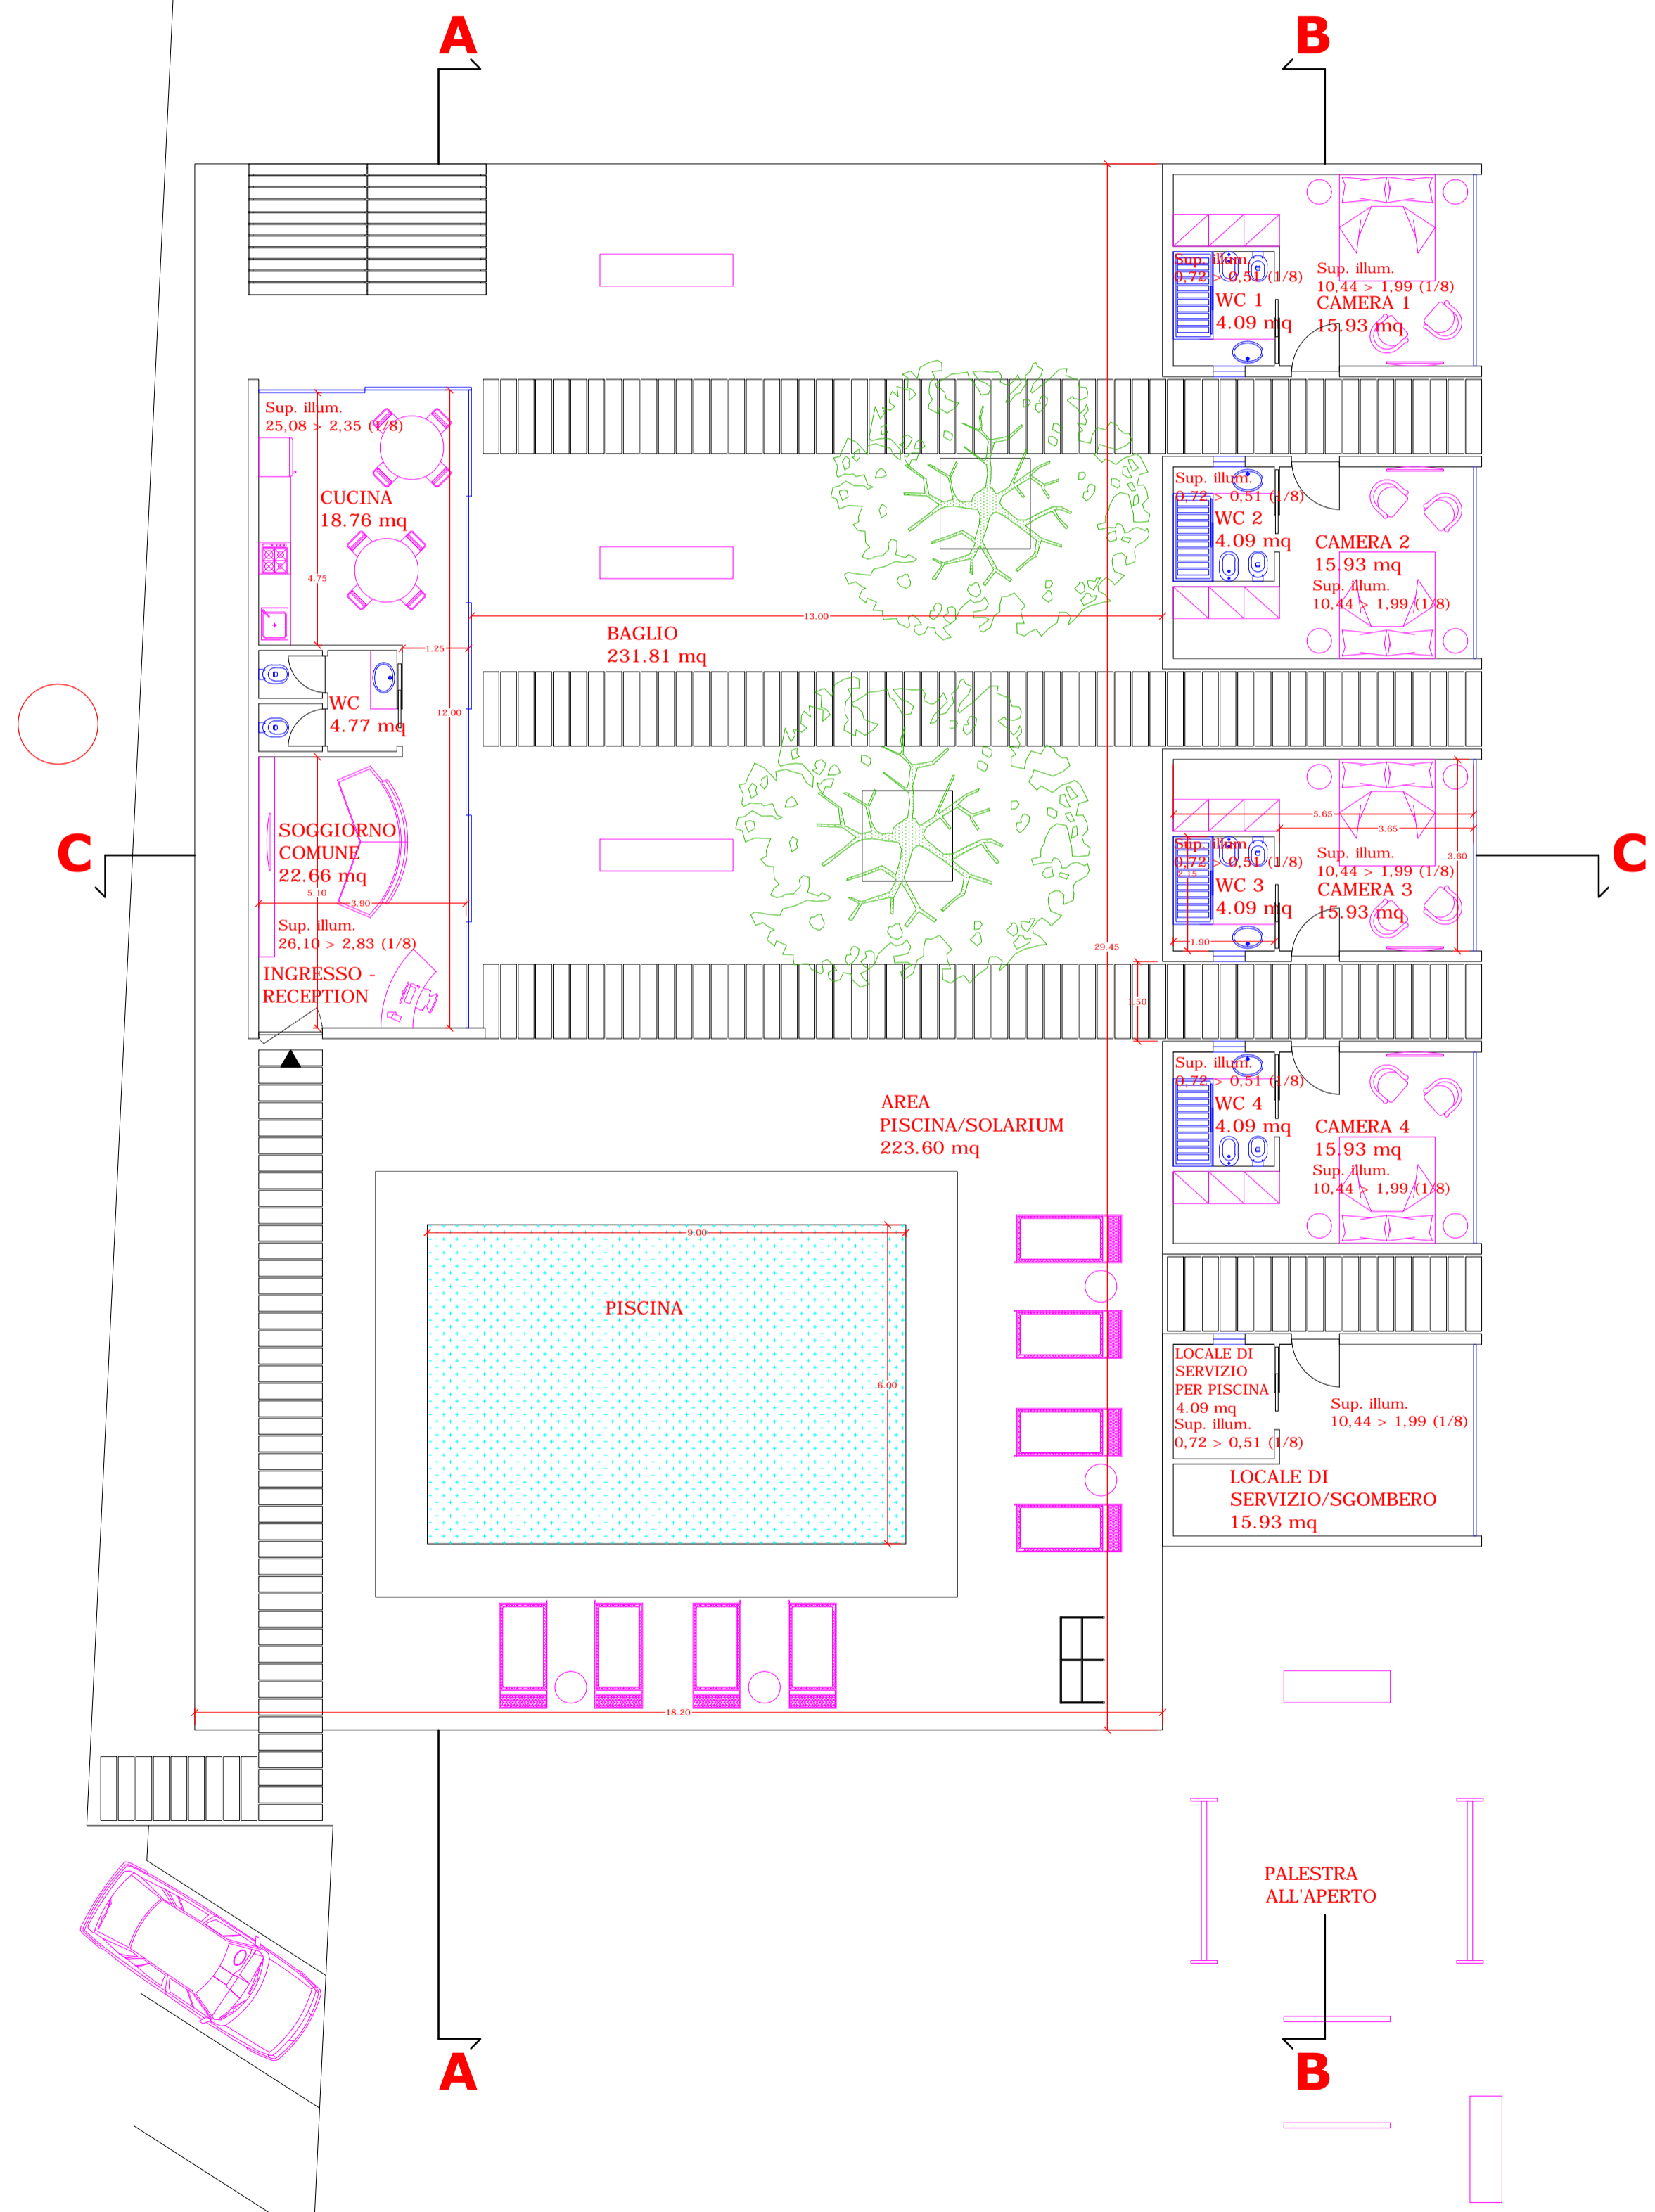 A
B
Sup. illum.
0,72 > 0,51 (1/8)
WC 1
4.09 mq
Sup. illum.
10,44 > 1,99 (1/8)
CAMERA 1
15.93 mq
Sup. illum.
25,08 > 2,35 (1/8)
CUCINA
18.76 mq
4.75
1.25
13.00
BAGLIO
231.81 mq
Sup. illum.
0,72 > 0,51 (1/8)
WC 2
4.09 mq
CAMERA 2
15.93 mq
Sup. illum.
10,44 > 1,99 (1/8)
WC
4.77 mq
12.00
C
SOGGIORNO
COMUNE
22.66 mq
5.10
3.90
Sup. illum.
26,10 > 2,83 (1/8)
INGRESSO -
RECEPTION
29.45
5.65
3.65
3.60
Sup. illum.
0,72 > 0,51 (1/8)
2.15
WC 3
4.09 mq
1.90
Sup. illum.
10,44 > 1,99 (1/8)
CAMERA 3
15.93 mq
C
1.50
Sup. illum.
0,72 > 0,51 (1/8)
WC 4
4.09 mq
CAMERA 4
15.93 mq
Sup. illum.
10,44 > 1,99 (1/8)
AREA
PISCINA/SOLARIUM
223.60 mq
9.00
PISCINA
6.00
LOCALE DI
SERVIZIO
PER PISCINA
4.09 mq
Sup. illum.
0,72 > 0,51 (1/8)
Sup. illum.
10,44 > 1,99 (1/8)
LOCALE DI
SERVIZIO/SGOMBERO
15.93 mq
18.20
PALESTRA
ALL'APERTO
A
B